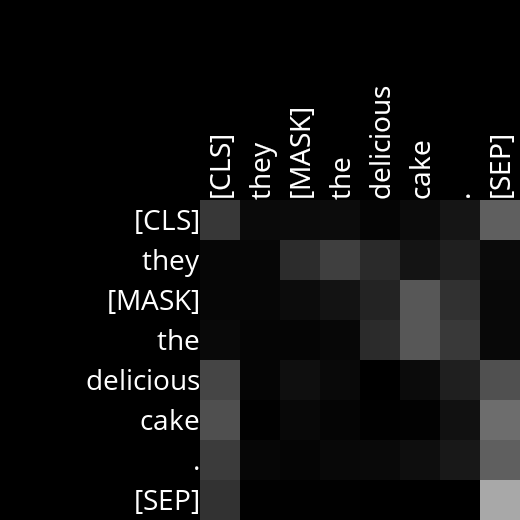 [CLS] they [MASK] the delicious cake . [SEP]
[CLS]
they
[MASK]
the
delicious
cake
.
[SEP]